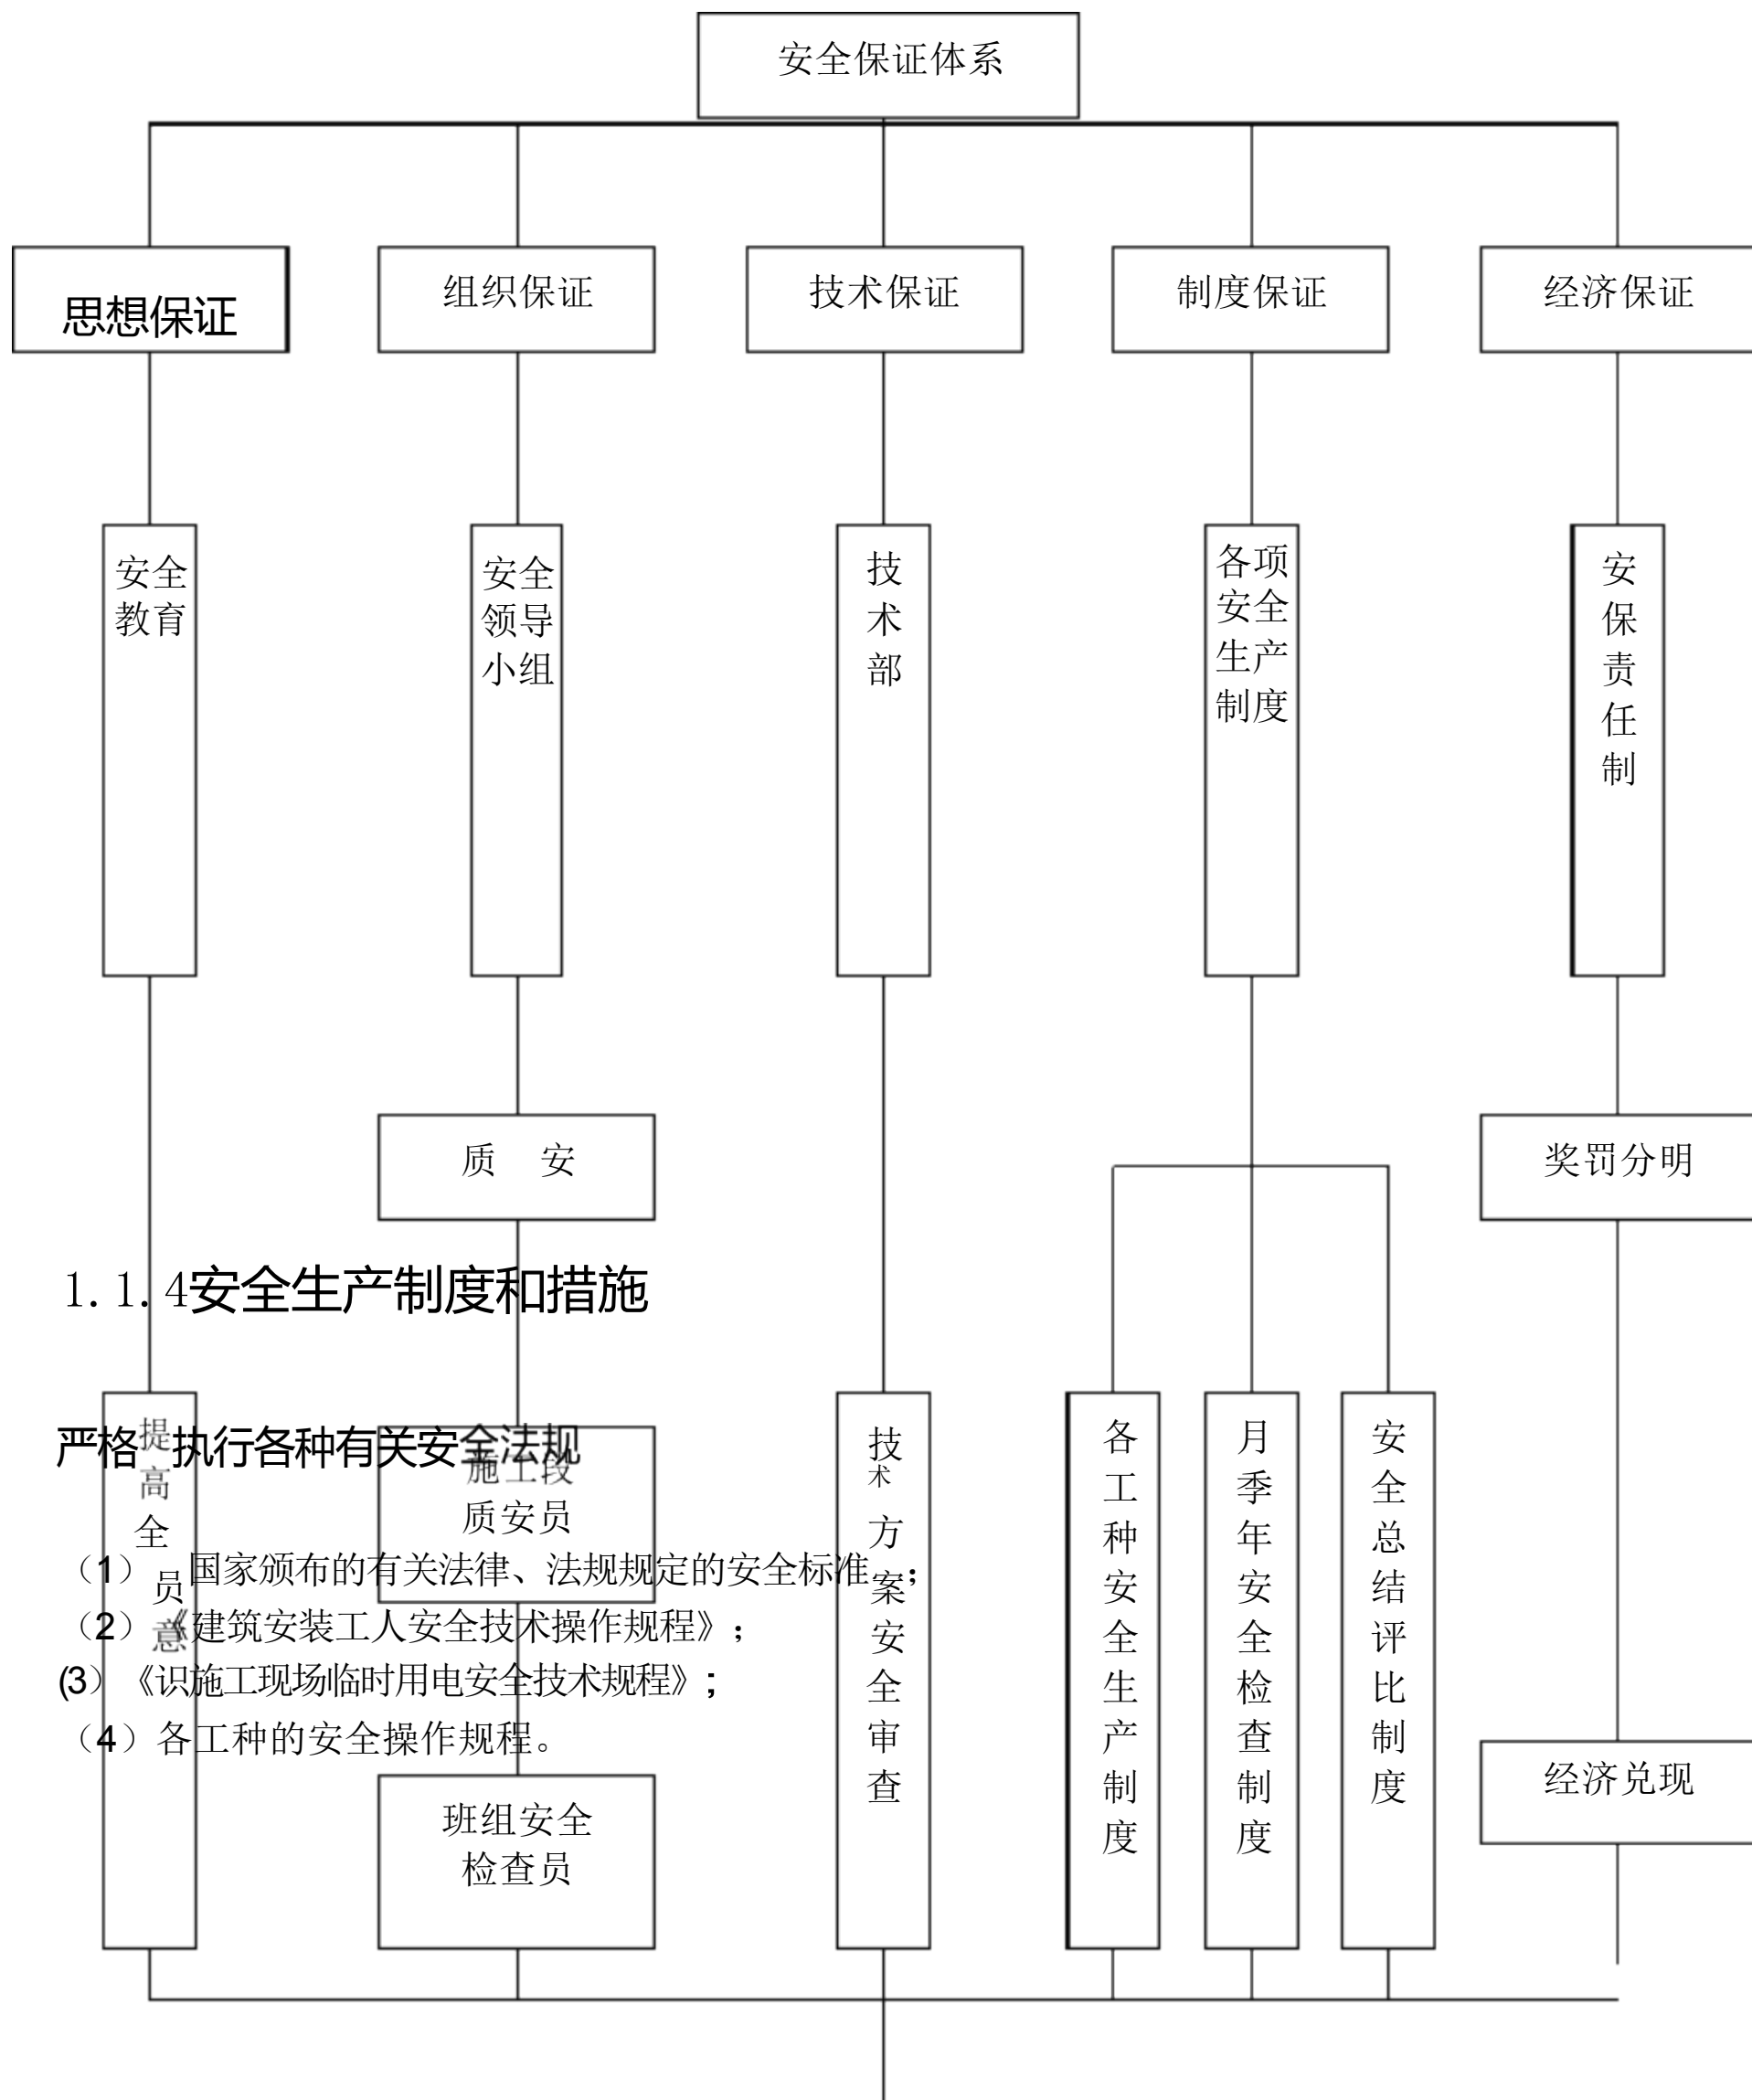 安全保证体系
思想保证
组织保证
技术保证
制度保证
经济保证
安全
教育
安全
领导
小组
技
术
部
各项
安全
生产
制度
安
保
责
任
制
质 安
奖罚分明
1.1.4安全生产制度和措施
提
高
全
员
意
识
严格 执行各种有关安全法规
施工段
质安员
(1) 国家颁布的有关法律、法规规定的安全标准;
(2)《建筑安装工人安全技术操作规程》;
(3)《施工现场临时用电安全技术规程》;
(4)各工种的安全操作规程。
班组安全
检查员
技
术
方
案
安
全
审
查
各
工
种
安
全
生
产
制
度
月
季
年
安
全
检
查
制
度
安
全
总
结
评
比
制
度
经济兑现